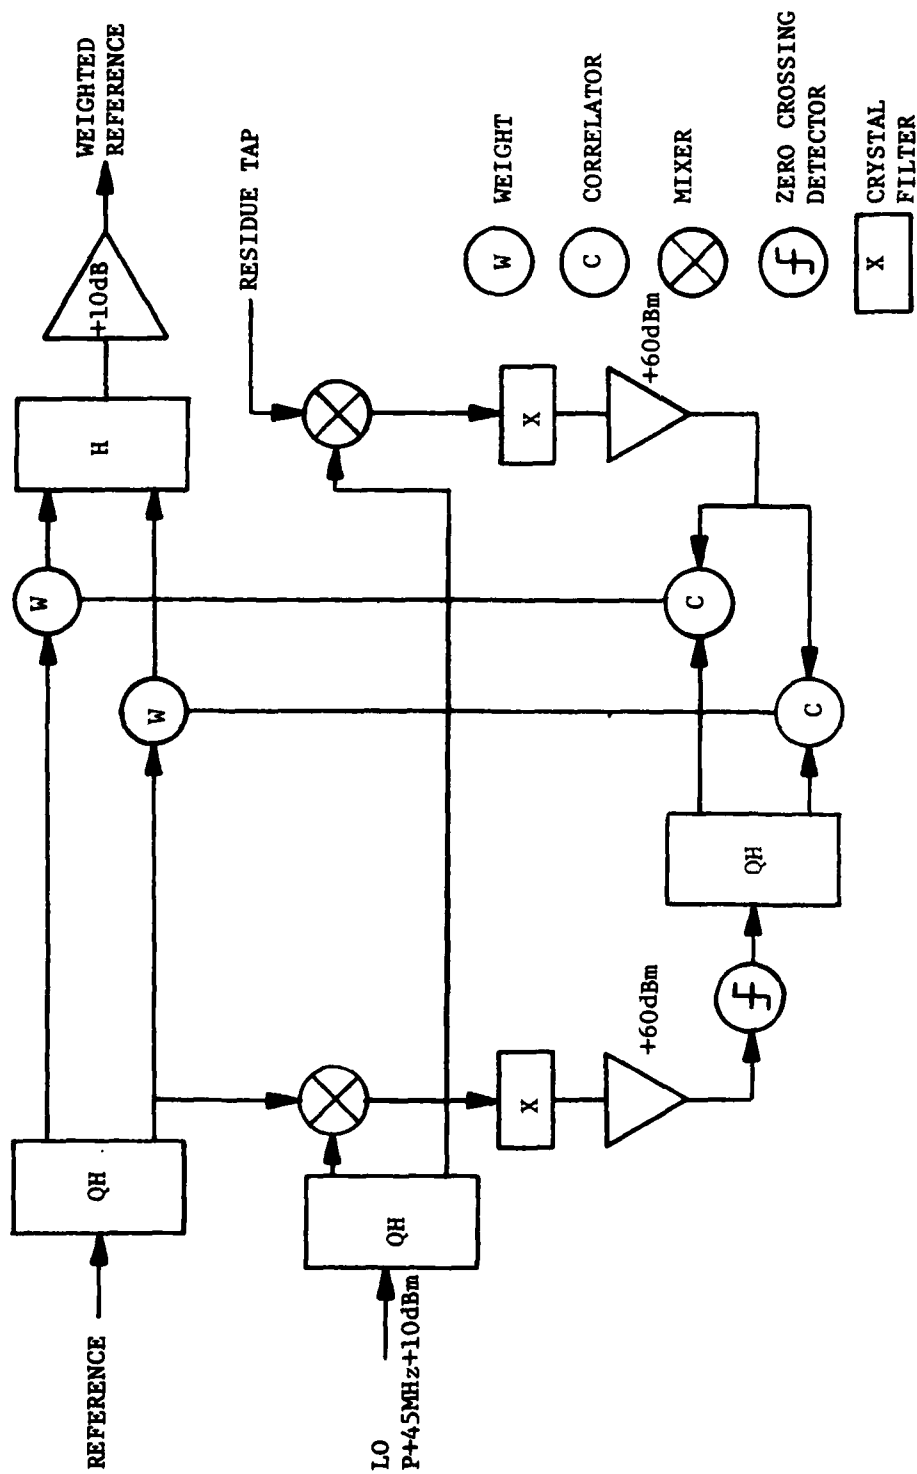 REFERENCE
QH
W
W
H
+10dB
WEIGHTED
REFERENCE
LO
P+45MHz+10dBm
QH
RESIDUE TAP
X
+60dBm
X
+60dBm
QH
C
C
W
WEIGHT
C
CORRELATOR
MIXER
ZERO CROSSING
DETECTOR
X
CRYSTAL
FILTER